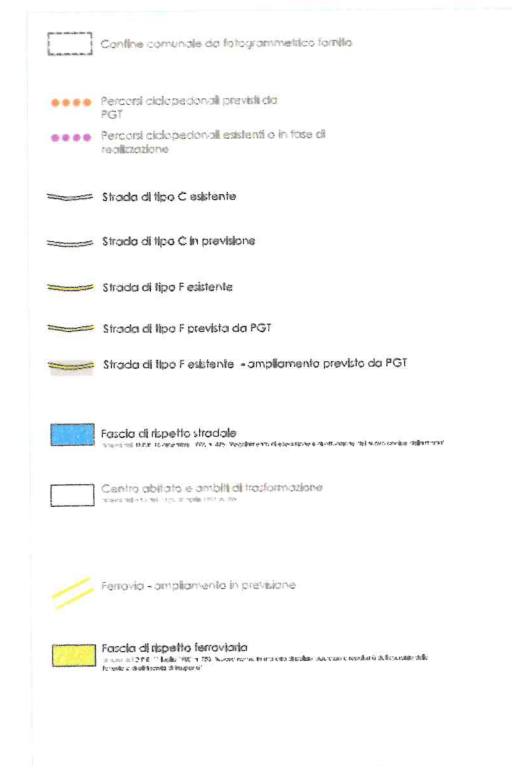 Confine comunale da fotogrammetrico fornito
Percorsi ciclopedonali previsti da
PGT
Percorsi ciclopedonali esistenti o in fase di
realizzazione
Strada di tipo C esistente
Strada di tipo C in previsione
Strada di tipo F esistente
Strada di tipo F prevista da PGT
Strada di tipo F esistente - ampliamento previsto da PGT
Fascia di rispetto stradale
Centro abitato e ambiti di trasformazione
Ferrovia - ampliamento in previsione
Fascia di rispetto ferroviaria